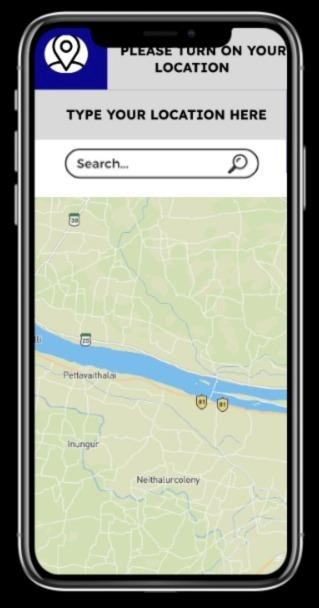 PLEASE TURN ON YOUR
LOCATION
TYPE YOUR LOCATION HERE
Search...
38
25
Pettavaithalai
81 81
Inungur
Neithalurcolony